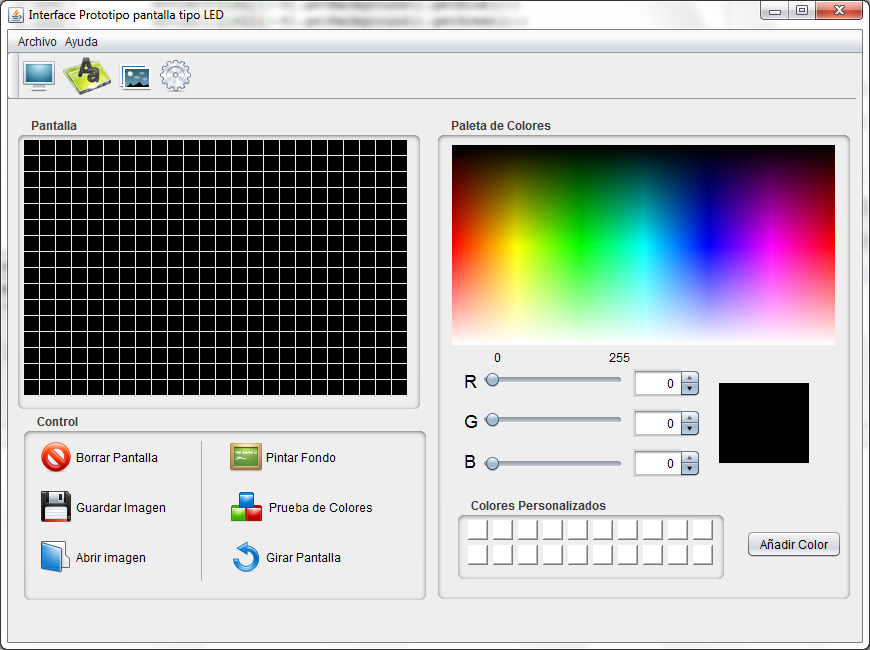 Interface Prototipo pantalla tipo LED
Archivo Ayuda
Aa
Pantalla
Paleta de Colores
0 255
R 0
G 0
B 0
Control
Borrar Pantalla
Pintar Fondo
Guardar Imagen
Prueba de Colores
Abrir imagen
Girar Pantalla
Colores Personalizados
Añadir Color